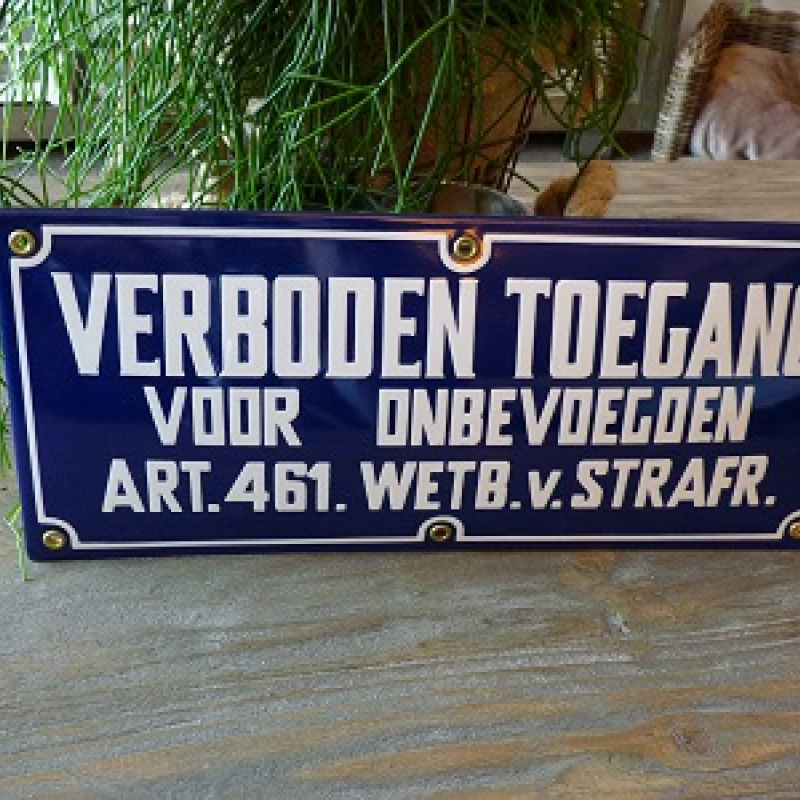 VERBODEN TOEGANG
VOOR ONBEVOEGDEN
ART. 461. WETB. v. STRAFR.